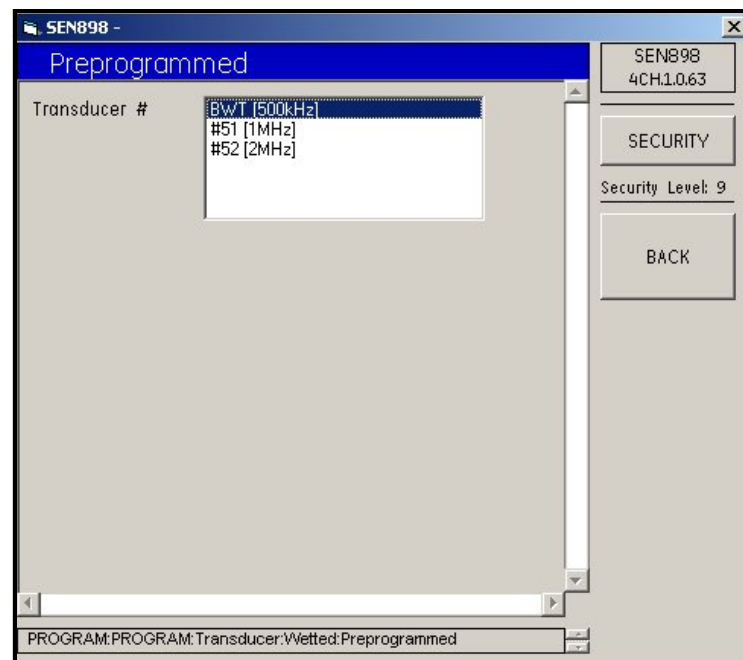 SEN898 -
Preprogrammed
SEN898
4CH.1.0.63
Transducer #
BWT [500kHz]
#51 [1MHz]
#52 [2MHz]
SECURITY
Security Level: 9
BACK
PROGRAM:PROGRAM:Transducer:Wetted:Preprogrammed